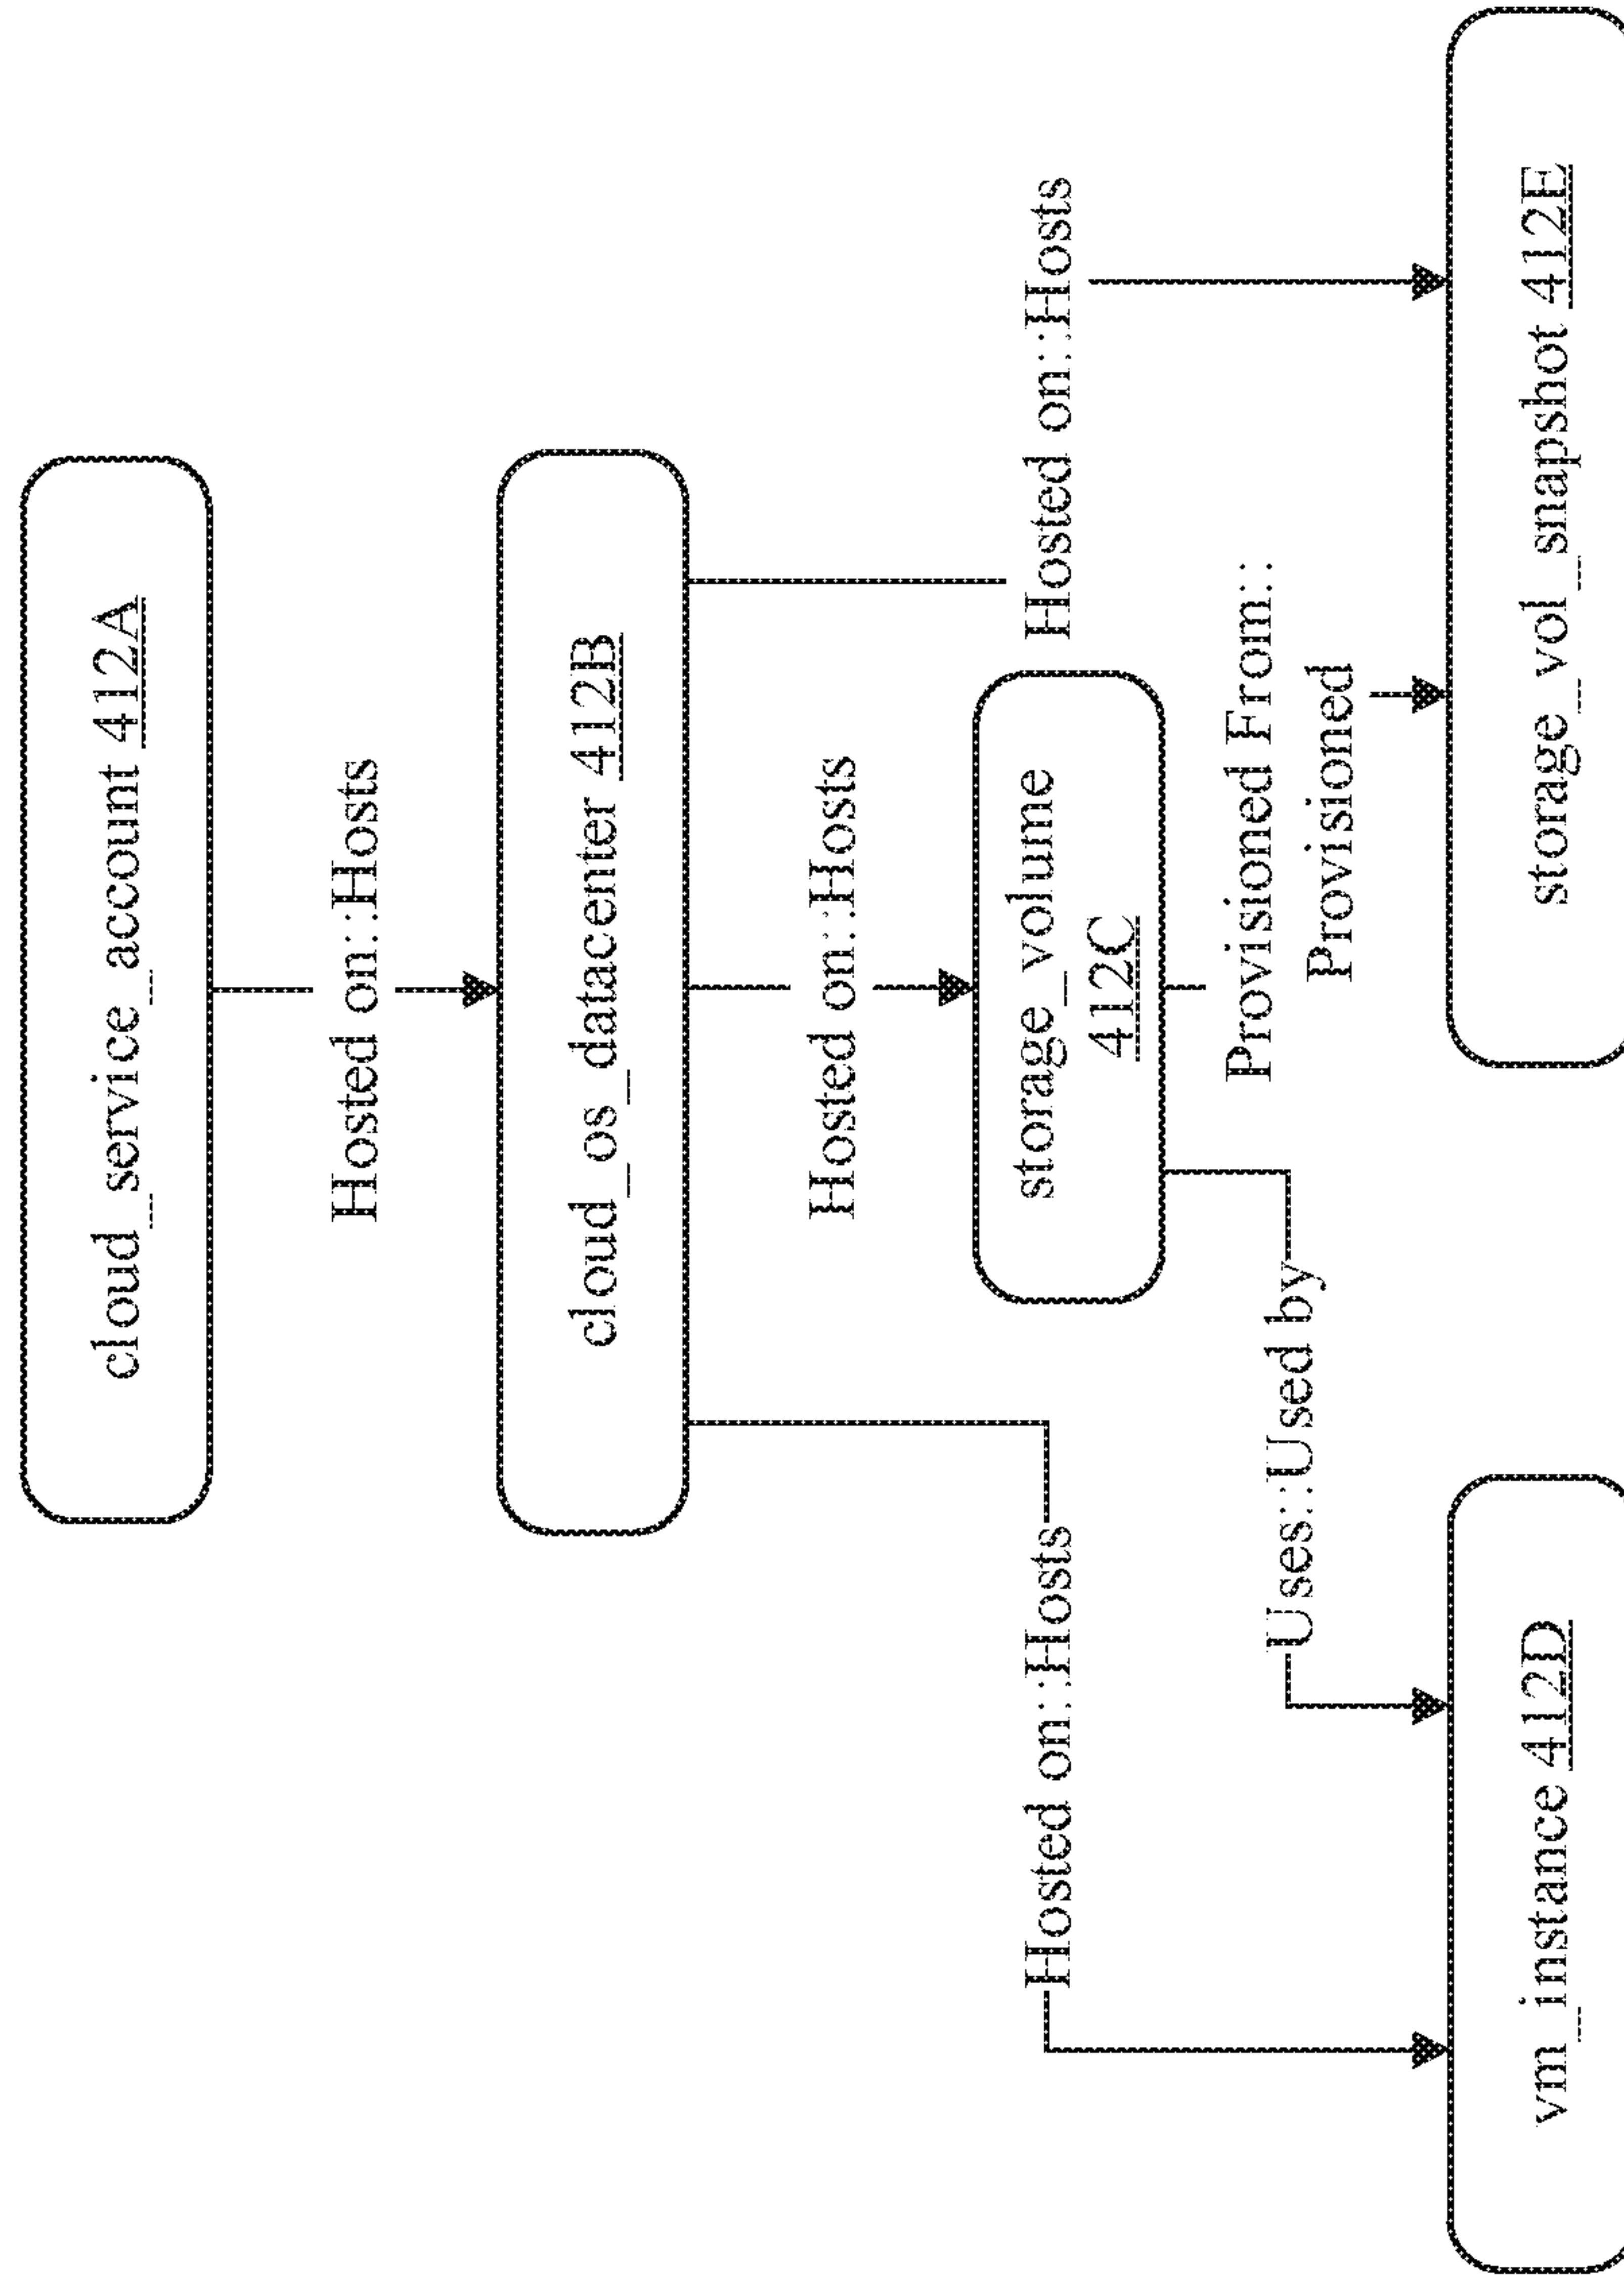 cloud_service_account 412A
Hosted on::Hosts
cloud_os_datacenter 412B
Hosted on::Hosts
storage_volume
412C
Hosted on::Hosts
Hosted on::Hosts
Uses::Used by
Provisioned From::
Provisioned
vm_instance 412D
storage_vol_snapshot 412E